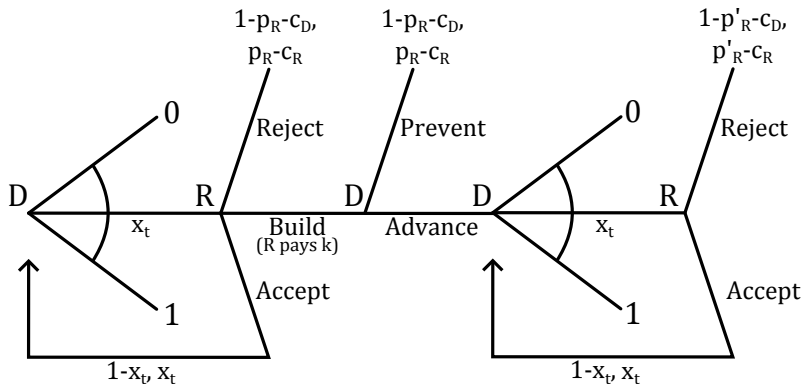 1-p_R-c_D,
p_R-c_R
1-p_R-c_D,
p_R-c_R
1-p'_R-c_D,
p'_R-c_R
0
0
Reject
Prevent
Reject
D
R
D
D
R
x_t
Build
(R pays k)
Advance
x_t
1
Accept
1
Accept
1-x_t, x_t
1-x_t, x_t